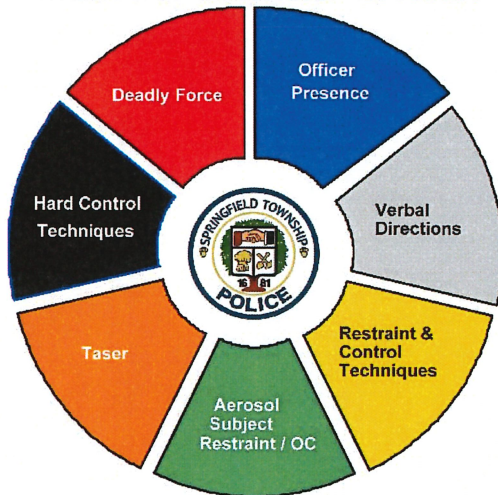 Officer
Presence
Verbal
Directions
Restraint &
Control
Techniques
Aerosol
Subject
Restraint / OC
Taser
Hard Control
Techniques
Deadly Force
SPRINGFIELD TOWNSHIP
16 81
POLICE